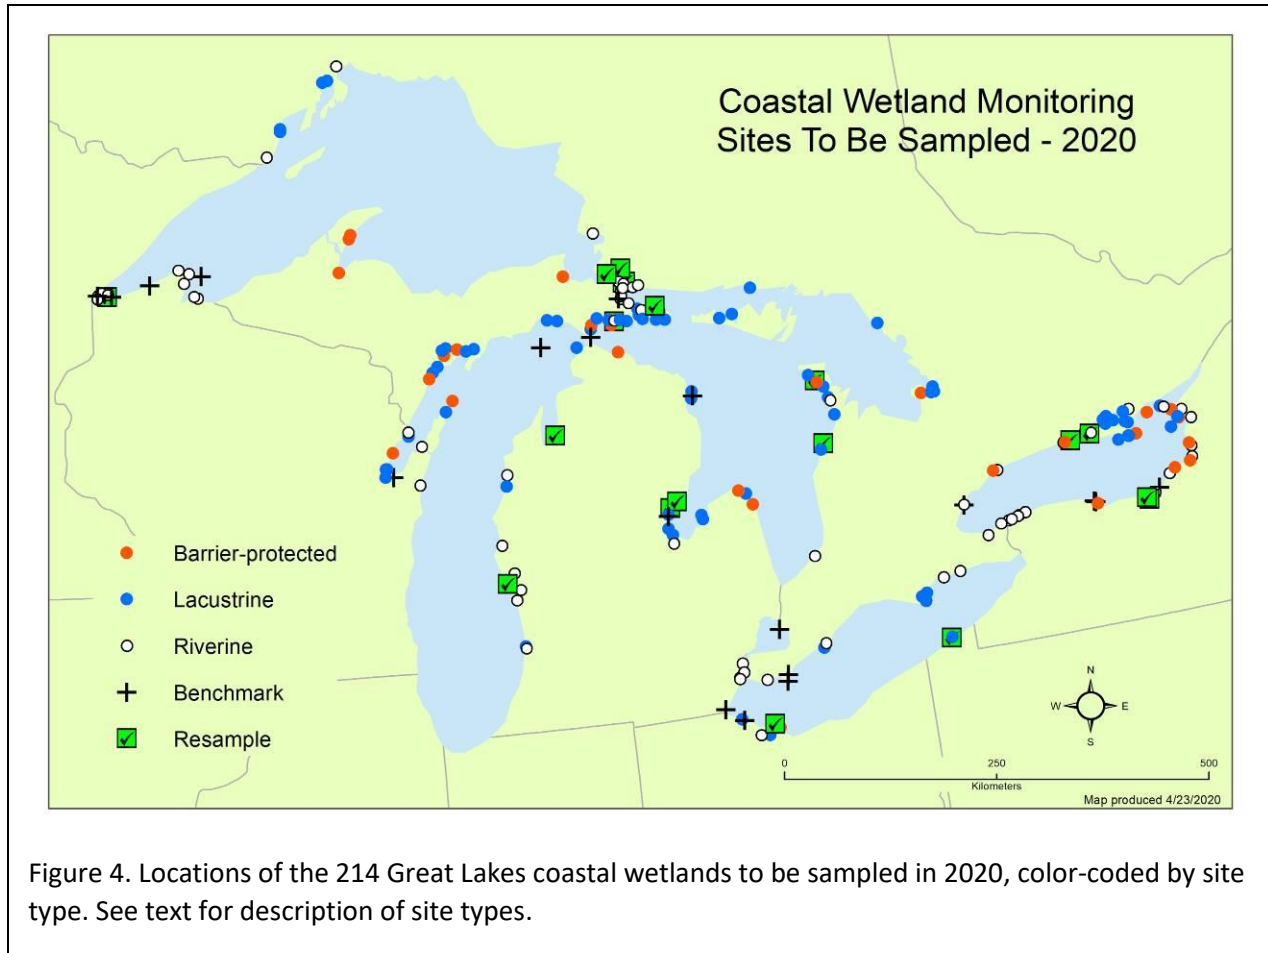 Coastal Wetland Monitoring
Sites To Be Sampled - 2020
Barrier-protected
Lacustrine
Riverine
Benchmark
Resample
N
W E
S
0 250 500
Kilometers
Map produced 4/23/2020
Figure 4. Locations of the 214 Great Lakes coastal wetlands to be sampled in 2020, color-coded by site
type. See text for description of site types.